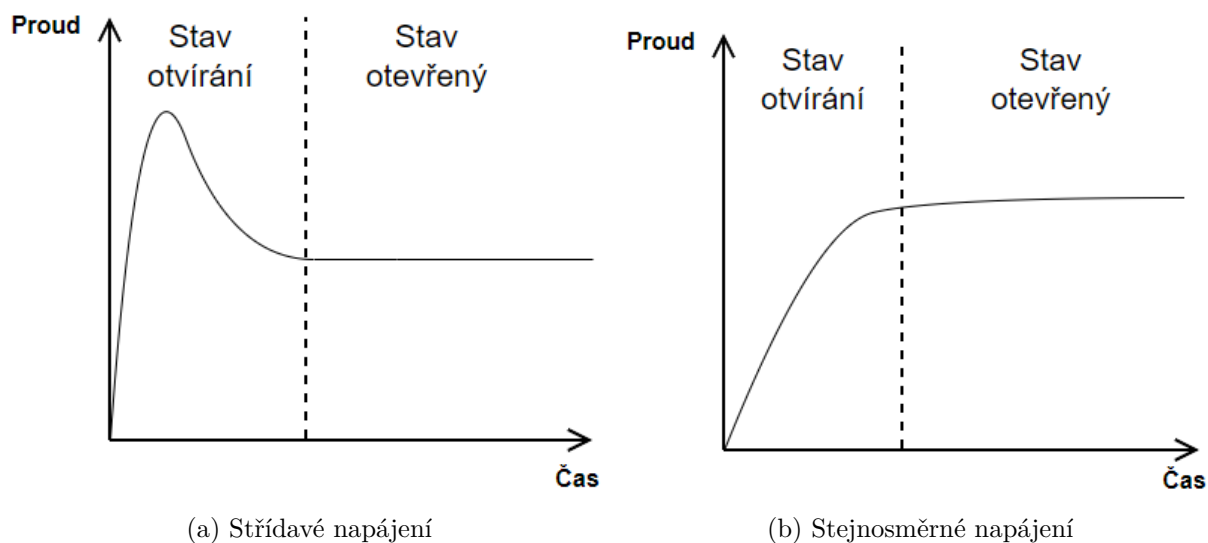 Proud
Stav
otvírání
Stav
otevřený
Čas
(a) Střídavé napájení
Proud
Stav
otvírání
Stav
otevřený
Čas
(b) Stejnosměrné napájení